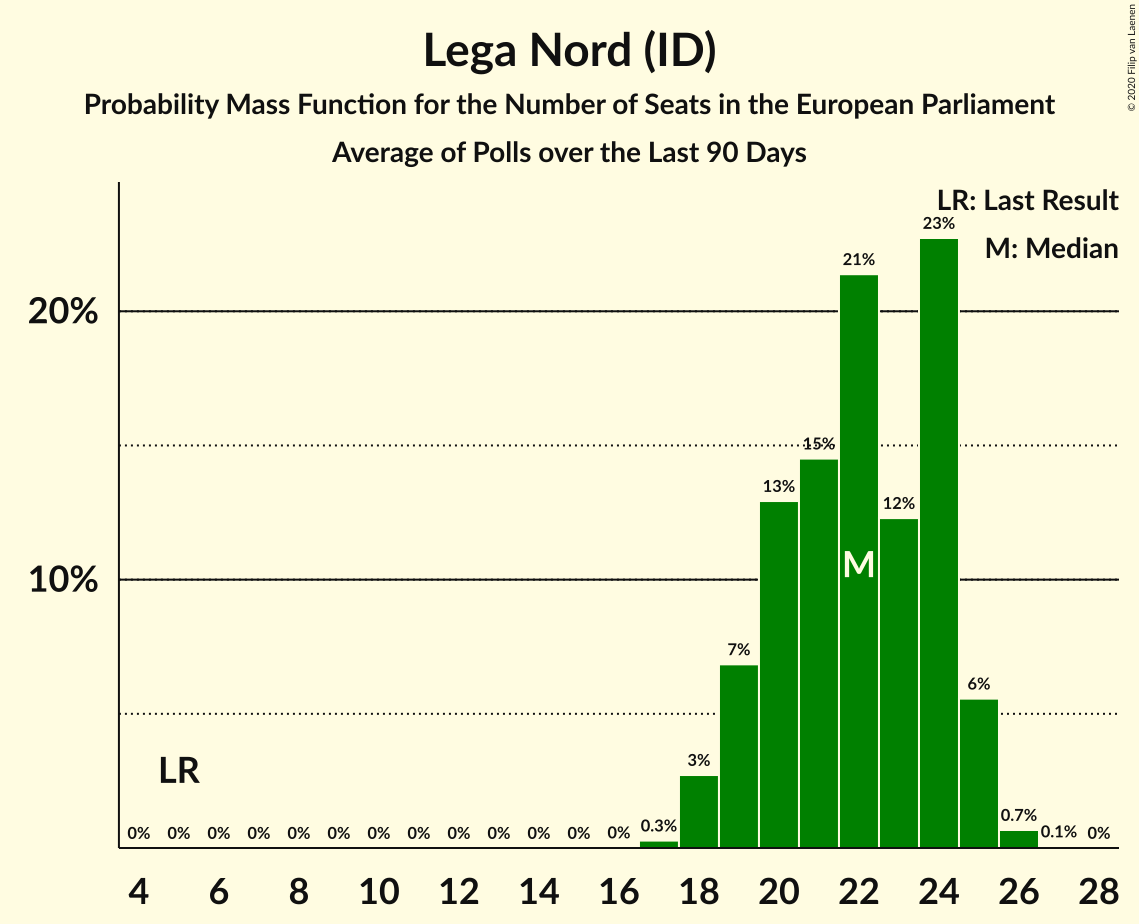 Lega Nord (ID)
Probability Mass Function for the Number of Seats in the European Parliament
Average of Polls over the Last 90 Days
© 2020 Filip van Laenen
LR: Last Result
M: Median
20%
10%
0% 0% 0% 0% 0% 0% 0% 0% 0% 0% 0% 0% 0% 0.3% 3% 7% 13% 15% 21% 12% 23% 6% 0.7% 0.1% 0%
LR
M
4 6 8 10 12 14 16 18 20 22 24 26 28